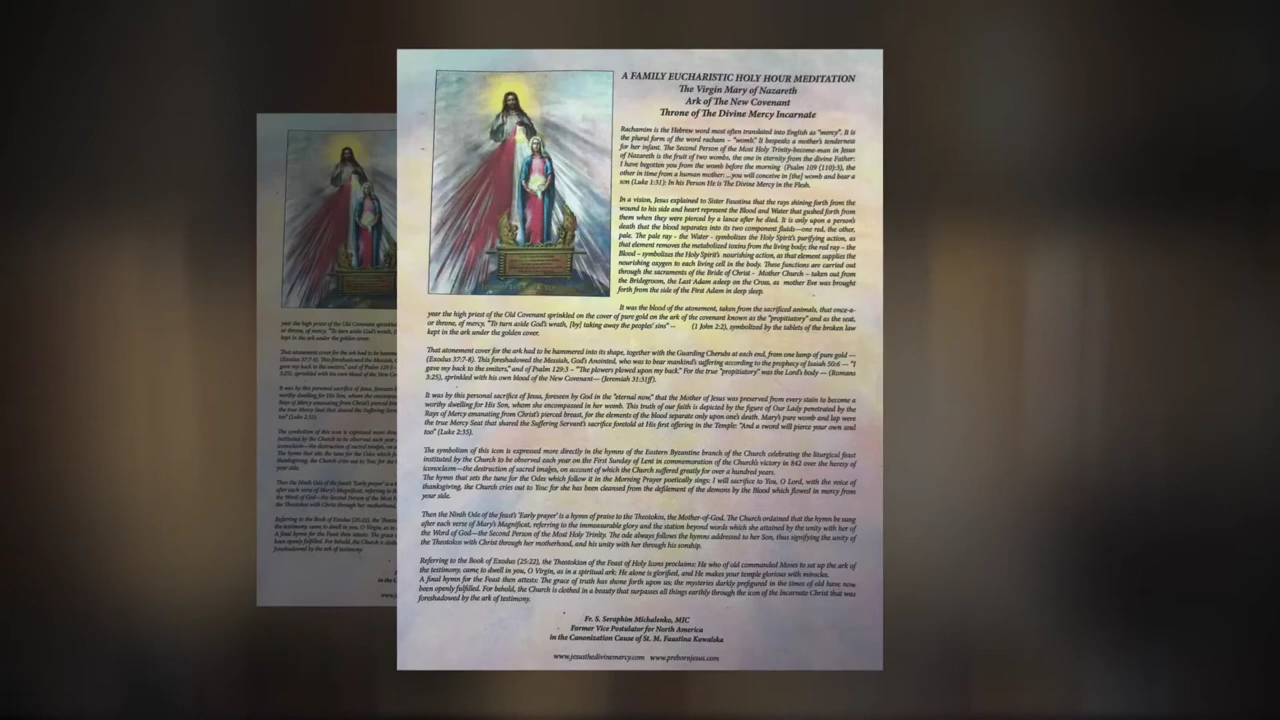 A FAMILY EUCHARISTIC HOLY HOUR MEDITATION
The Virgin Mary of Nazareth
Ark of The New Covenant
Throne of The Divine Mercy Incarnate
Rachamim is the Hebrew word most often translated into English as "mercy". It is
the plural form of the word racham – "womb." It bespeaks a mother's tenderness
for her infant. The Second Person of the Most Holy Trinity-become-man in Jesus
of Nazareth is the fruit of two wombs, the one in eternity from the divine Father:
I have begotten you from the womb before the morning (Psalm 109 (110):3), the
other in time from a human mother: ...you will conceive in [the] womb and bear a
son (Luke 1:31): In his Person He is The Divine Mercy in the Flesh.
In a vision, Jesus explained to Sister Faustina that the rays shining forth from the
wound to his side and heart represent the Blood and Water that gushed forth from
them when they were pierced by a lance after he died. It is only upon a person's
death that the blood separates into its two component fluids—one red, the other,
pale. The pale ray - the Water - symbolizes the Holy Spirit's purifying action, as
that element removes the metabolized toxins from the living body; the red ray – the
Blood – symbolizes the Holy Spirit's nourishing action, as that element supplies the
nourishing oxygen to each living cell in the body. These functions are carried out
through the sacraments of the Bride of Christ - Mother Church – taken out from
the Bridegroom, the Last Adam asleep on the Cross, as mother Eve was brought
forth from the side of the First Adam in deep sleep.
It was the blood of the atonement, taken from the sacrificed animals, that once-a-
year the high priest of the Old Covenant sprinkled on the cover of pure gold on the ark of the covenant known as the "propitiatory" and as the seat,
or throne, of mercy, "To turn aside God's wrath, [by] taking away the peoples' sins" -- (1 John 2:2), symbolized by the tablets of the broken law
kept in the ark under the golden cover.
That atonement cover for the ark had to be hammered into its shape, together with the Guarding Cherubs at each end, from one lump of pure gold —
(Exodus 37:7-8). This foreshadowed the Messiah, God's Anointed, who was to bear mankind's suffering according to the prophecy of Isaiah 50:6 – "I
gave my back to the smiters," and of Psalm 129:3 – "The plowers plowed upon my back." For the true "propitiatory" was the Lord's body — (Romans
3:25), sprinkled with his own blood of the New Covenant— (Jeremiah 31:31ff).
It was by this personal sacrifice of Jesus, foreseen by God in the "eternal now," that the Mother of Jesus was preserved from every stain to become a
worthy dwelling for His Son, whom she encompassed in her womb. This truth of our faith is depicted by the figure of Our Lady penetrated by the
Rays of Mercy emanating from Christ's pierced breast, for the elements of the blood separate only upon one's death. Mary's pure womb and lap were
the true Mercy Seat that shared the Suffering Servant's sacrifice foretold at His first offering in the Temple: "And a sword will pierce your own soul
too" (Luke 2:35).
The symbolism of this icon is expressed more directly in the hymns of the Eastern Byzantine branch of the Church celebrating the liturgical feast
instituted by the Church to be observed each year on the First Sunday of Lent in commemoration of the Church's victory in 842 over the heresy of
iconoclasm—the destruction of sacred images, on account of which the Church suffered greatly for over a hundred years.
The hymn that sets the tune for the Odes which follow it in the Morning Prayer poetically sings: I will sacrifice to You, O Lord, with the voice of
thanksgiving, the Church cries out to You: for she has been cleansed from the defilement of the demons by the Blood which flowed in mercy from
your side.
Then the Ninth Ode of the feast's 'Early prayer' is a hymn of praise to the Theotokos, the Mother-of-God. The Church ordained that the hymn be sung
after each verse of Mary's Magnificat, referring to the immeasurable glory and the station beyond words which she attained by the unity with her of
the Word of God—the Second Person of the Most Holy Trinity. The ode always follows the hymns addressed to her Son, thus signifying the unity of
the Theotokos with Christ through her motherhood, and his unity with her through his sonship.
Referring to the Book of Exodus (25:22), the Theotokion of the Feast of Holy Icons proclaims: He who of old commanded Moses to set up the ark of
the testimony, came to dwell in you, O Virgin, as in a spiritual ark: He alone is glorified, and He makes your temple glorious with miracles.
A final hymn for the Feast then attests: The grace of truth has shone forth upon us; the mysteries darkly prefigured in the times of old have now
been openly fulfilled. For behold, the Church is clothed in a beauty that surpasses all things earthly through the icon of the Incarnate Christ that was
foreshadowed by the ark of testimony.
Fr. S. Seraphim Michalenko, MIC
Former Vice Postulator for North America
in the Canonization Cause of St. M. Faustina Kowalska
www.jesusthedivinemercy.com www.prebornjesus.com